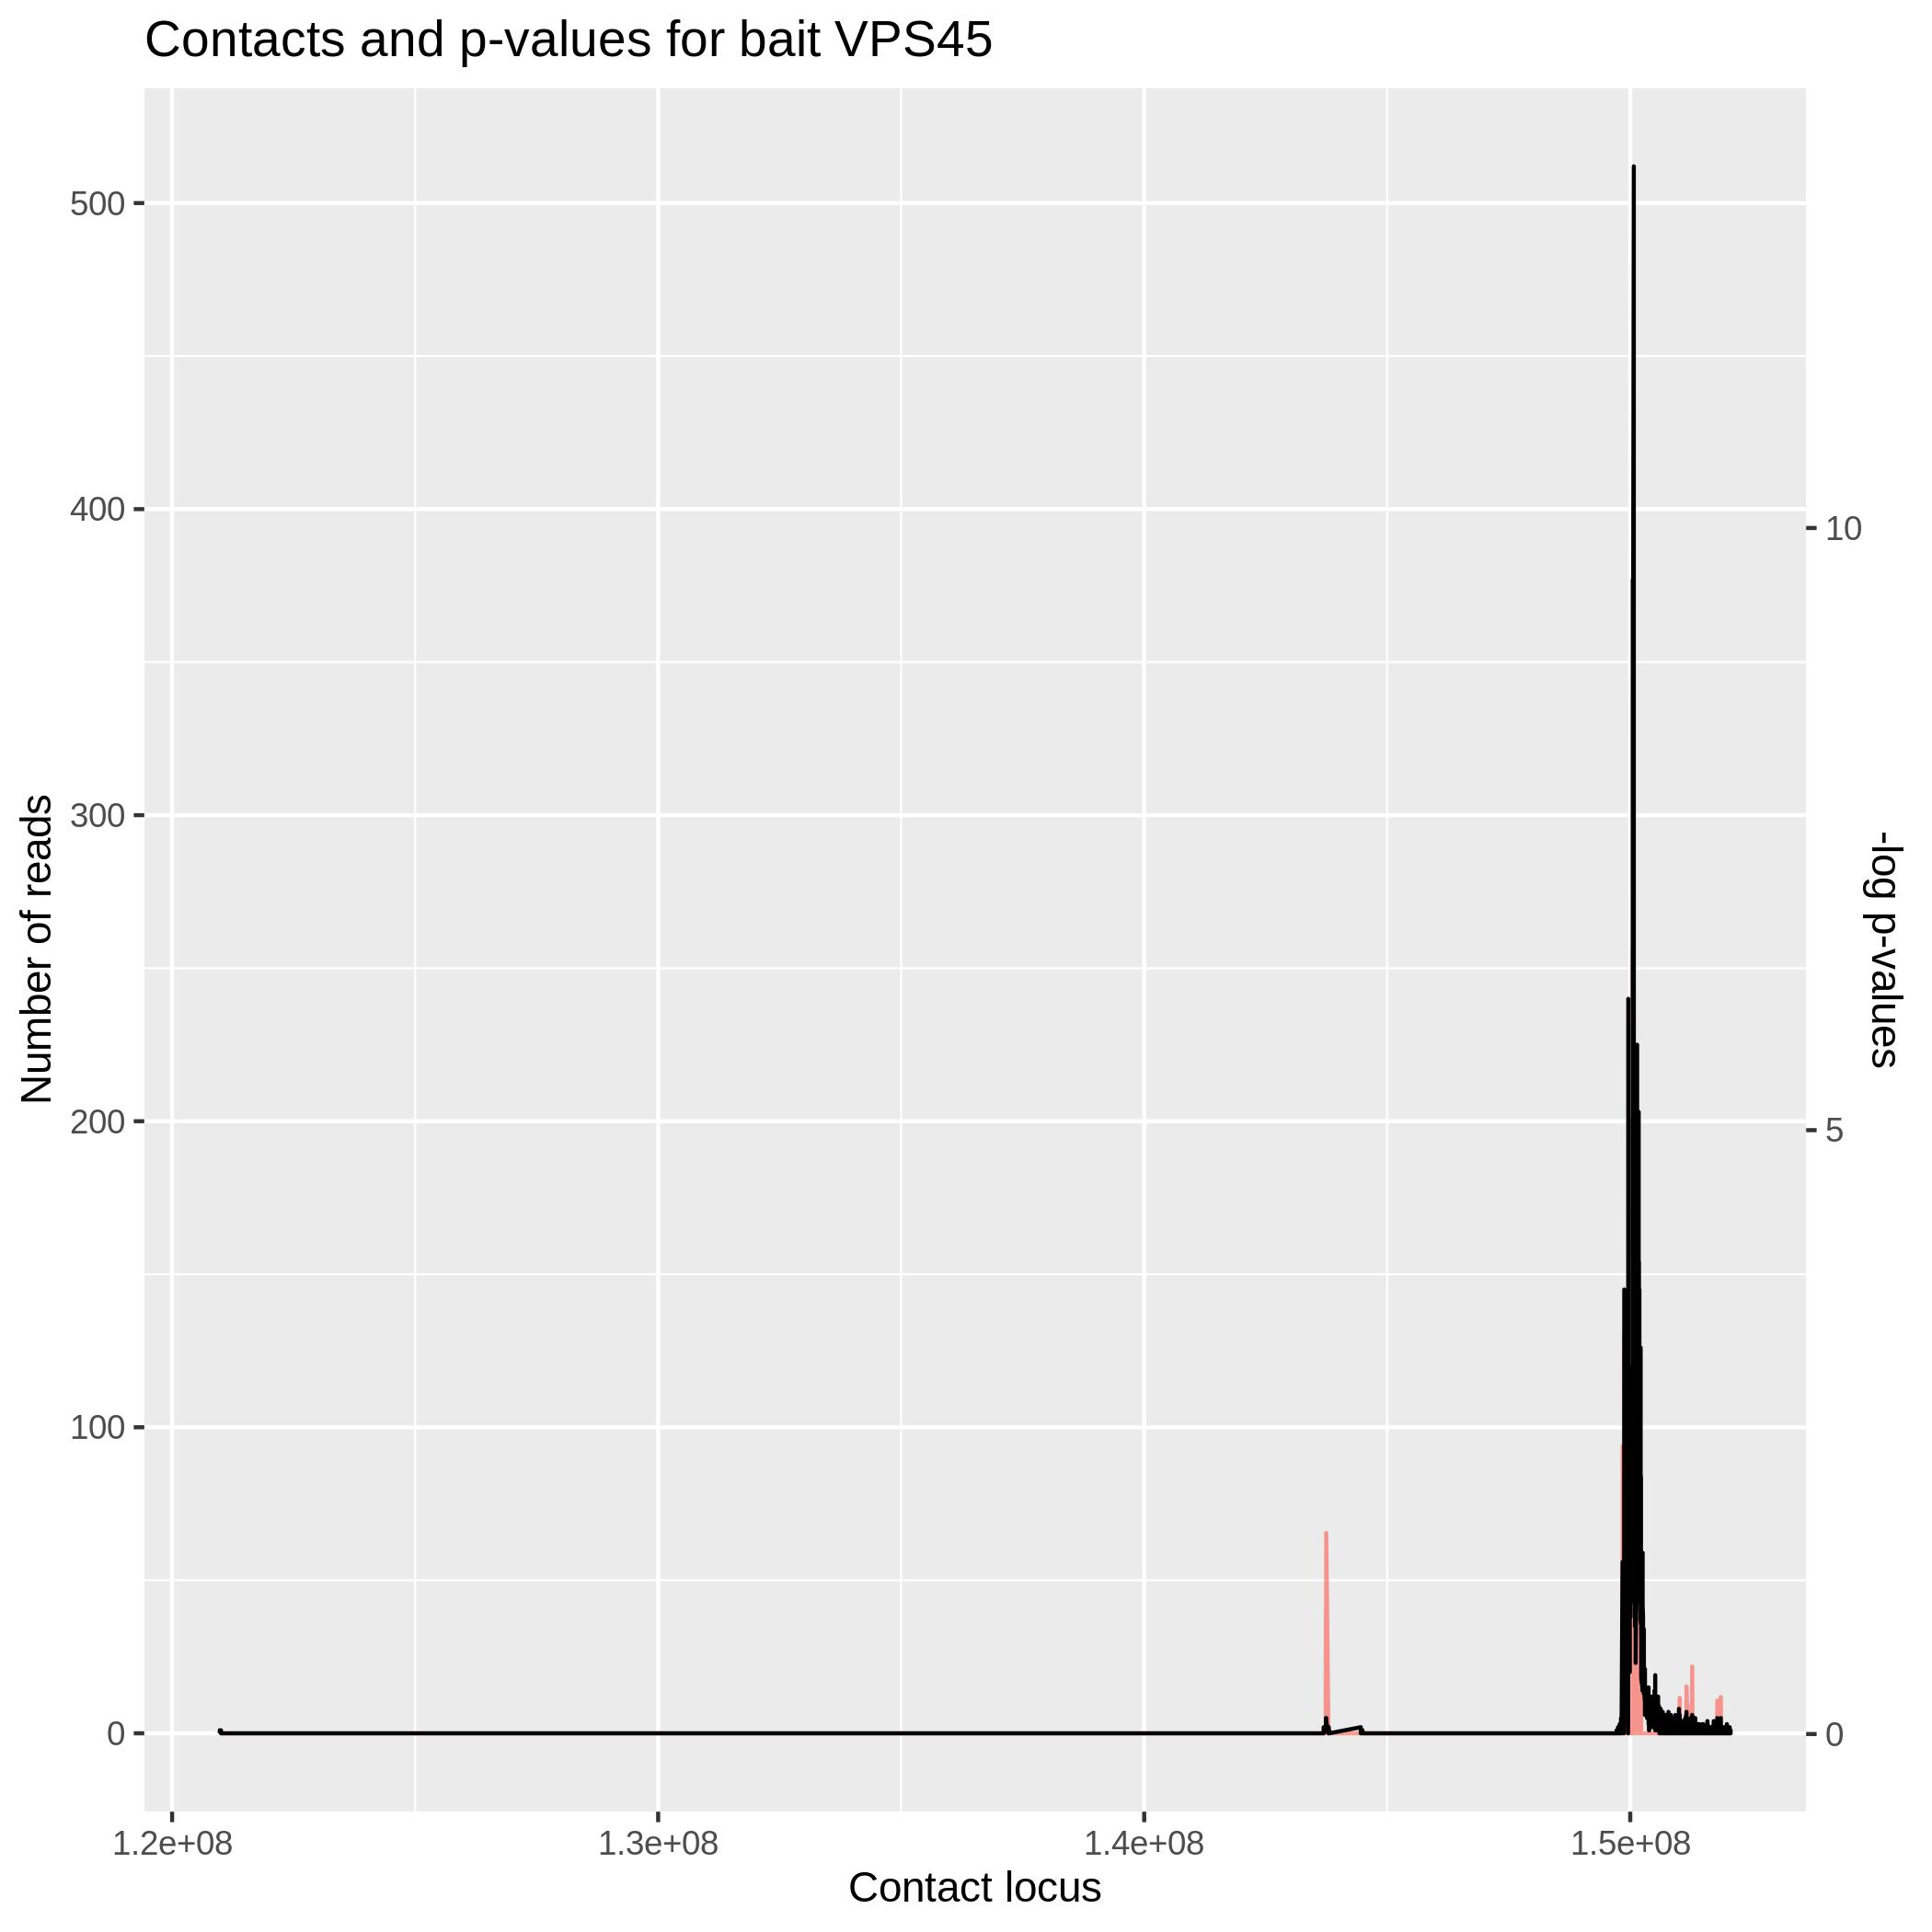 Contacts and p-values for bait VPS45
500
400
300
200
100
0
Number of reads
10
5
0
-log p-values
1.2e+08
1.3e+08
1.4e+08
1.5e+08
Contact locus